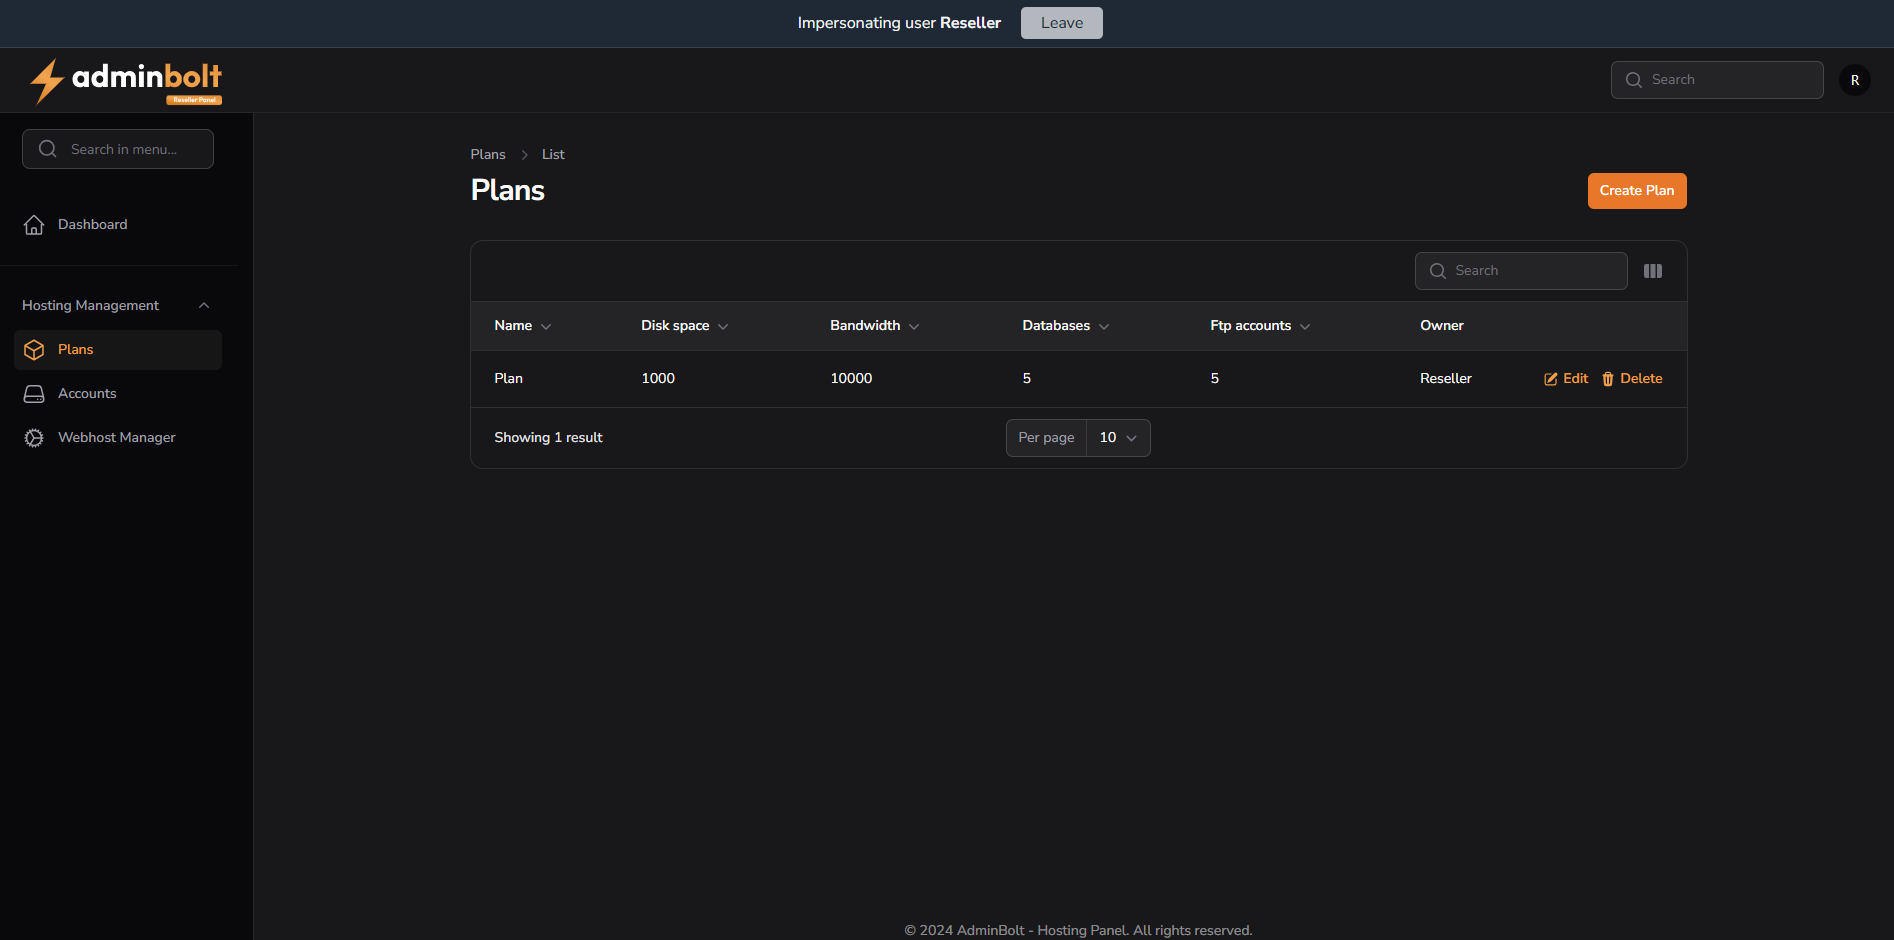 Impersonating user Reseller Leave
adminbolt
Reseller Panel
Search
R
Search in menu...
Dashboard
Hosting Management
Plans
Accounts
Webhost Manager
Plans List
Plans
Create Plan
Search
Name Disk space Bandwidth Databases Ftp accounts Owner
Plan 1000 10000 5 5 Reseller Edit Delete
Showing 1 result Per page 10
© 2024 AdminBolt - Hosting Panel. All rights reserved.